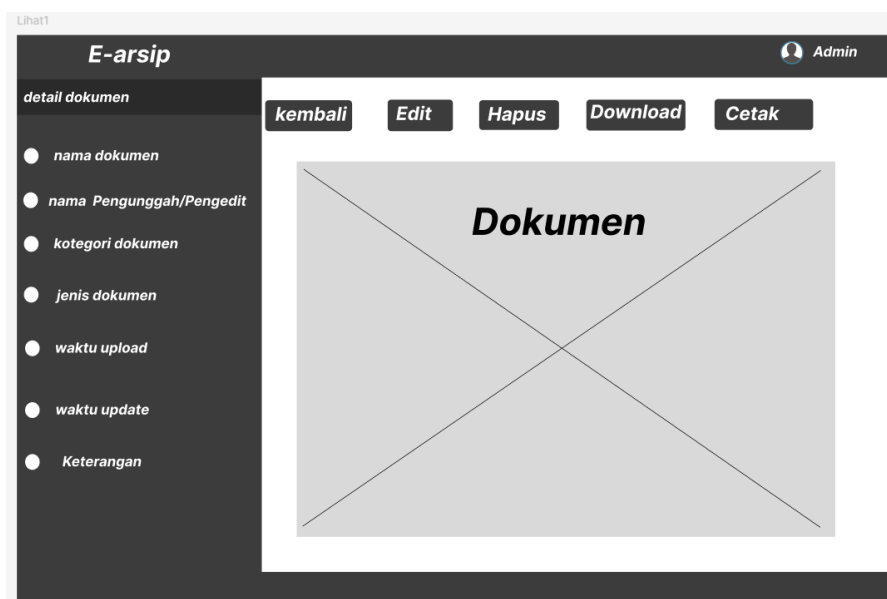 Lihat1
E-arsip
Admin
detail dokumen
kembali
Edit
Hapus
Download
Cetak
nama dokumen
nama Pengunggah/Pengedit
kotegori dokumen
jenis dokumen
waktu upload
waktu update
Keterangan
Dokumen